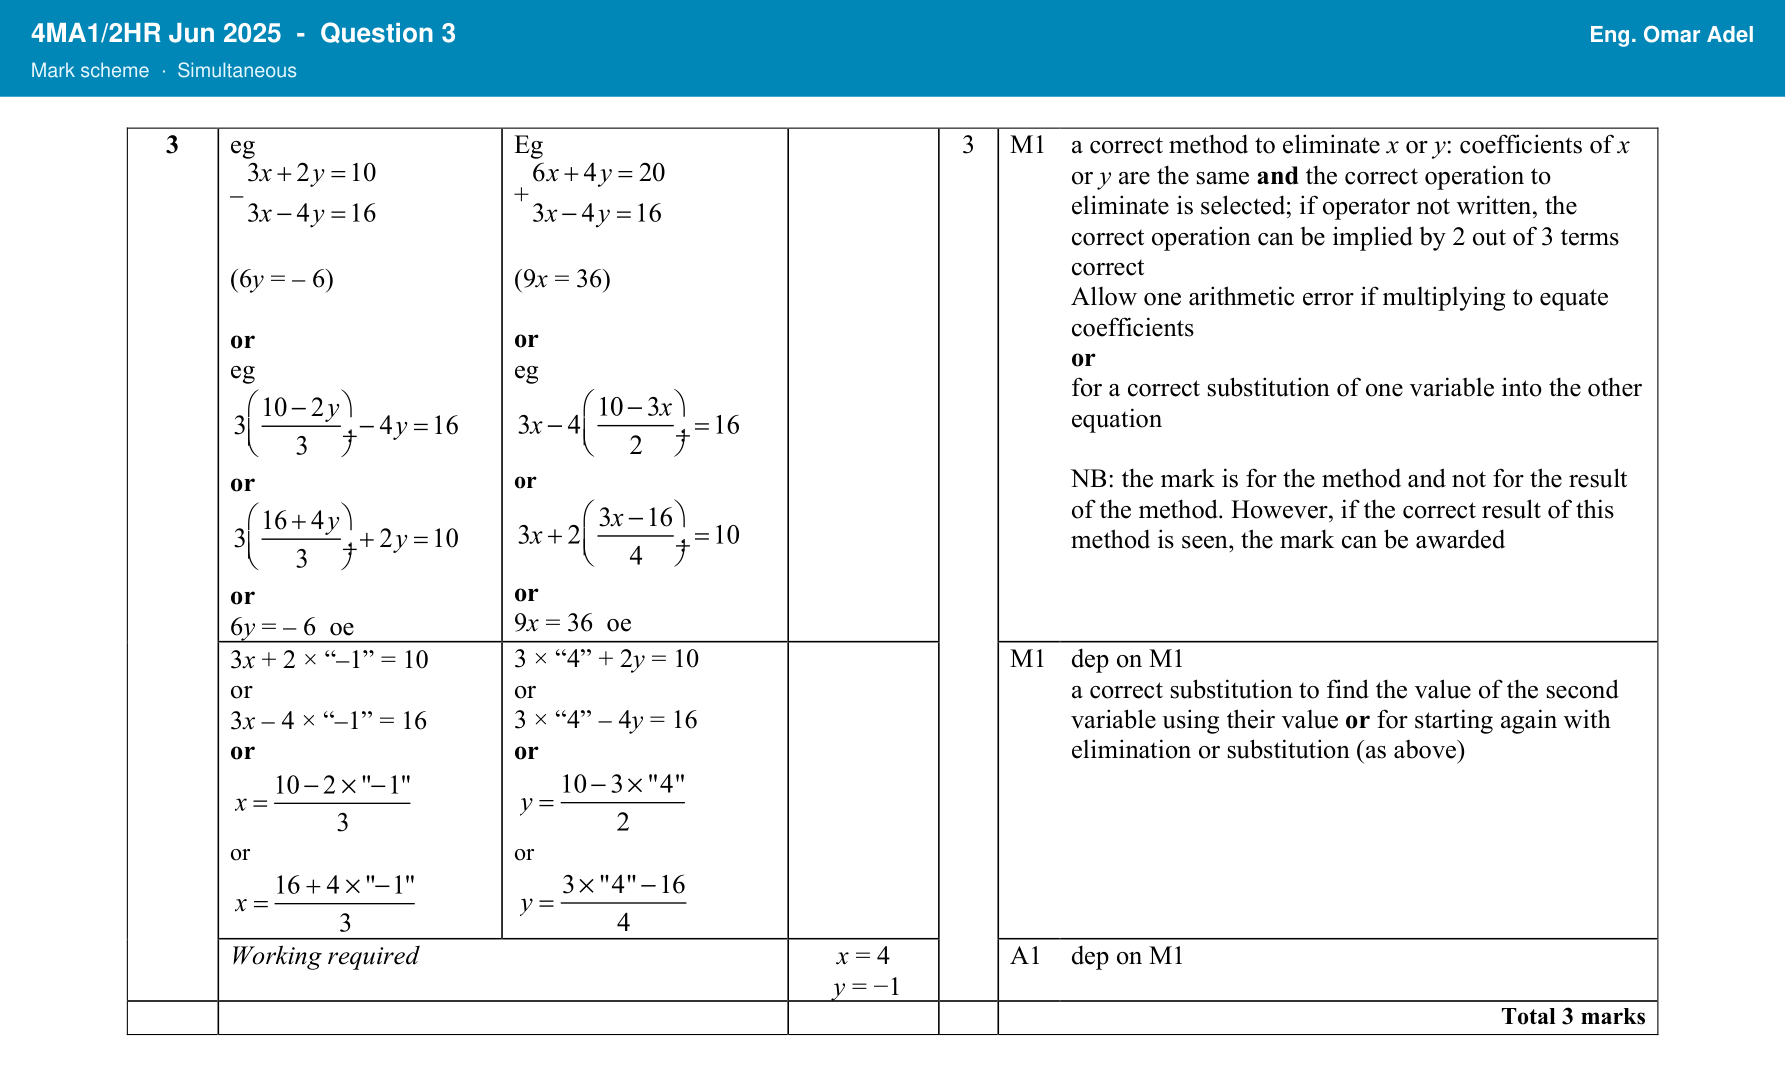 4MA1/2HR Jun 2025 - Question 3
Eng. Omar Adel
Mark scheme · Simultaneous
3
eg
3x + 2y = 10
−
3x − 4y = 16
(6y = – 6)
or
eg
3((10 − 2y)/3) − 4y = 16
or
3((16 + 4y)/3) + 2y = 10
or
6y = – 6 oe
Eg
6x + 4y = 20
+
3x − 4y = 16
(9x = 36)
or
eg
3x − 4((10 − 3x)/2) = 16
or
3x + 2((3x − 16)/4) = 10
or
9x = 36 oe
3
M1 a correct method to eliminate x or y: coefficients of x
or y are the same and the correct operation to
eliminate is selected; if operator not written, the
correct operation can be implied by 2 out of 3 terms
correct
Allow one arithmetic error if multiplying to equate
coefficients
or
for a correct substitution of one variable into the other
equation
NB: the mark is for the method and not for the result
of the method. However, if the correct result of this
method is seen, the mark can be awarded
3x + 2 × “–1” = 10
or
3x – 4 × “–1” = 16
or
x = (10 − 2 × "−1")/3
or
x = (16 + 4 × "−1")/3
3 × “4” + 2y = 10
or
3 × “4” – 4y = 16
or
y = (10 − 3 × "4")/2
or
y = (3 × "4" − 16)/4
M1 dep on M1
a correct substitution to find the value of the second
variable using their value or for starting again with
elimination or substitution (as above)
Working required
x = 4
y = −1
A1 dep on M1
Total 3 marks